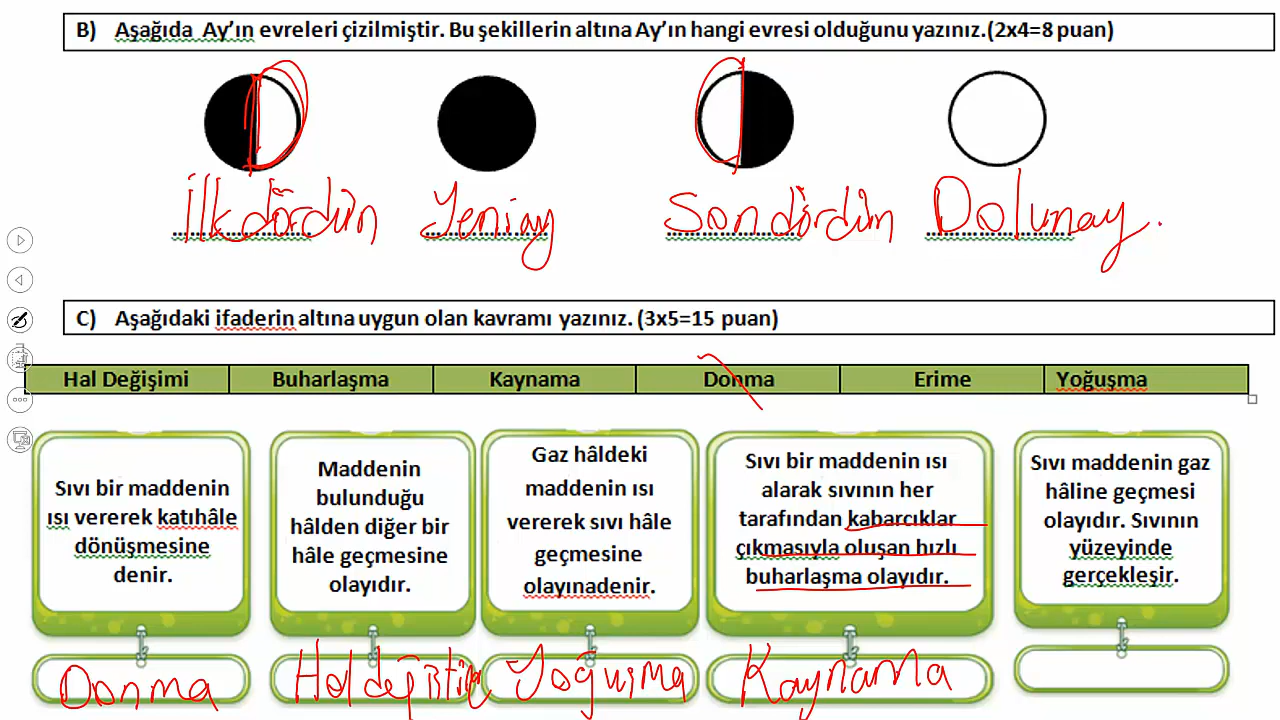 B) Aşağıda Ay’ın evreleri çizilmiştir. Bu şekillerin altına Ay’ın hangi evresi olduğunu yazınız.(2x4=8 puan)
İlkdördün Yeniay Sondördün Dolunay.
C) Aşağıdaki ifaderin altına uygun olan kavramı yazınız. (3x5=15 puan)
Hal Değişimi Buharlaşma Kaynama Donma Erime Yoğuşma
Sıvı bir maddenin
ısı vererek katıhâle
dönüşmesine
denir.
Maddenin
bulunduğu
hâlden diğer bir
hâle geçmesine
olayıdır.
Gaz hâldeki
maddenin ısı
vererek sıvı hâle
geçmesine
olayınadenir.
Sıvı bir maddenin ısı
alarak sıvının her
tarafından kabarcıklar
çıkmasıyla oluşan hızlı
buharlaşma olayıdır.
Sıvı maddenin gaz
hâline geçmesi
olayıdır. Sıvının
yüzeyinde
gerçekleşir.
Donma Hal Yoğuşma Kaynama